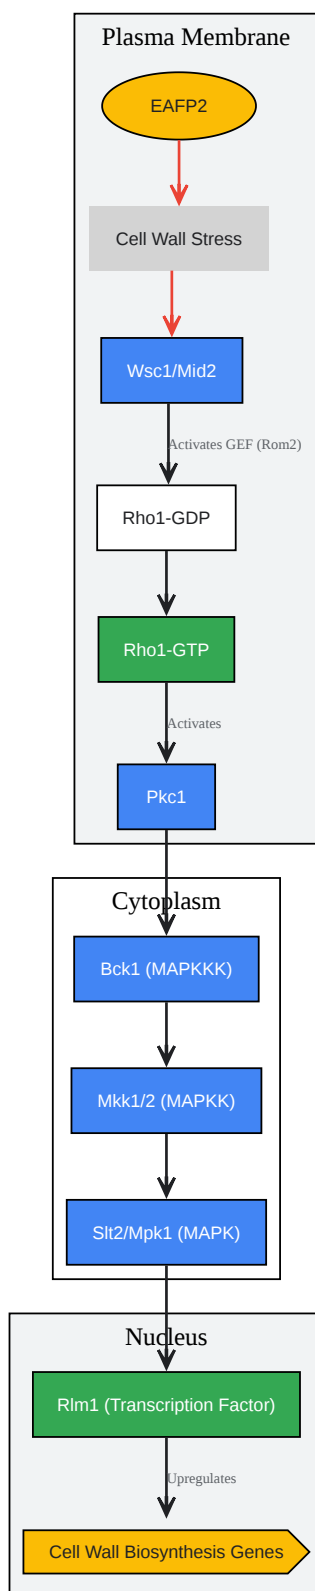 Plasma Membrane
EAFP2
Cell Wall Stress
Wsc1/Mid2
Activates GEF (Rom2)
Rho1-GDP
Rho1-GTP
Activates
Pkc1
Cytoplasm
Bck1 (MAPKKK)
Mkk1/2 (MAPKK)
Slt2/Mpk1 (MAPK)
Nucleus
Rlm1 (Transcription Factor)
Upregulates
Cell Wall Biosynthesis Genes